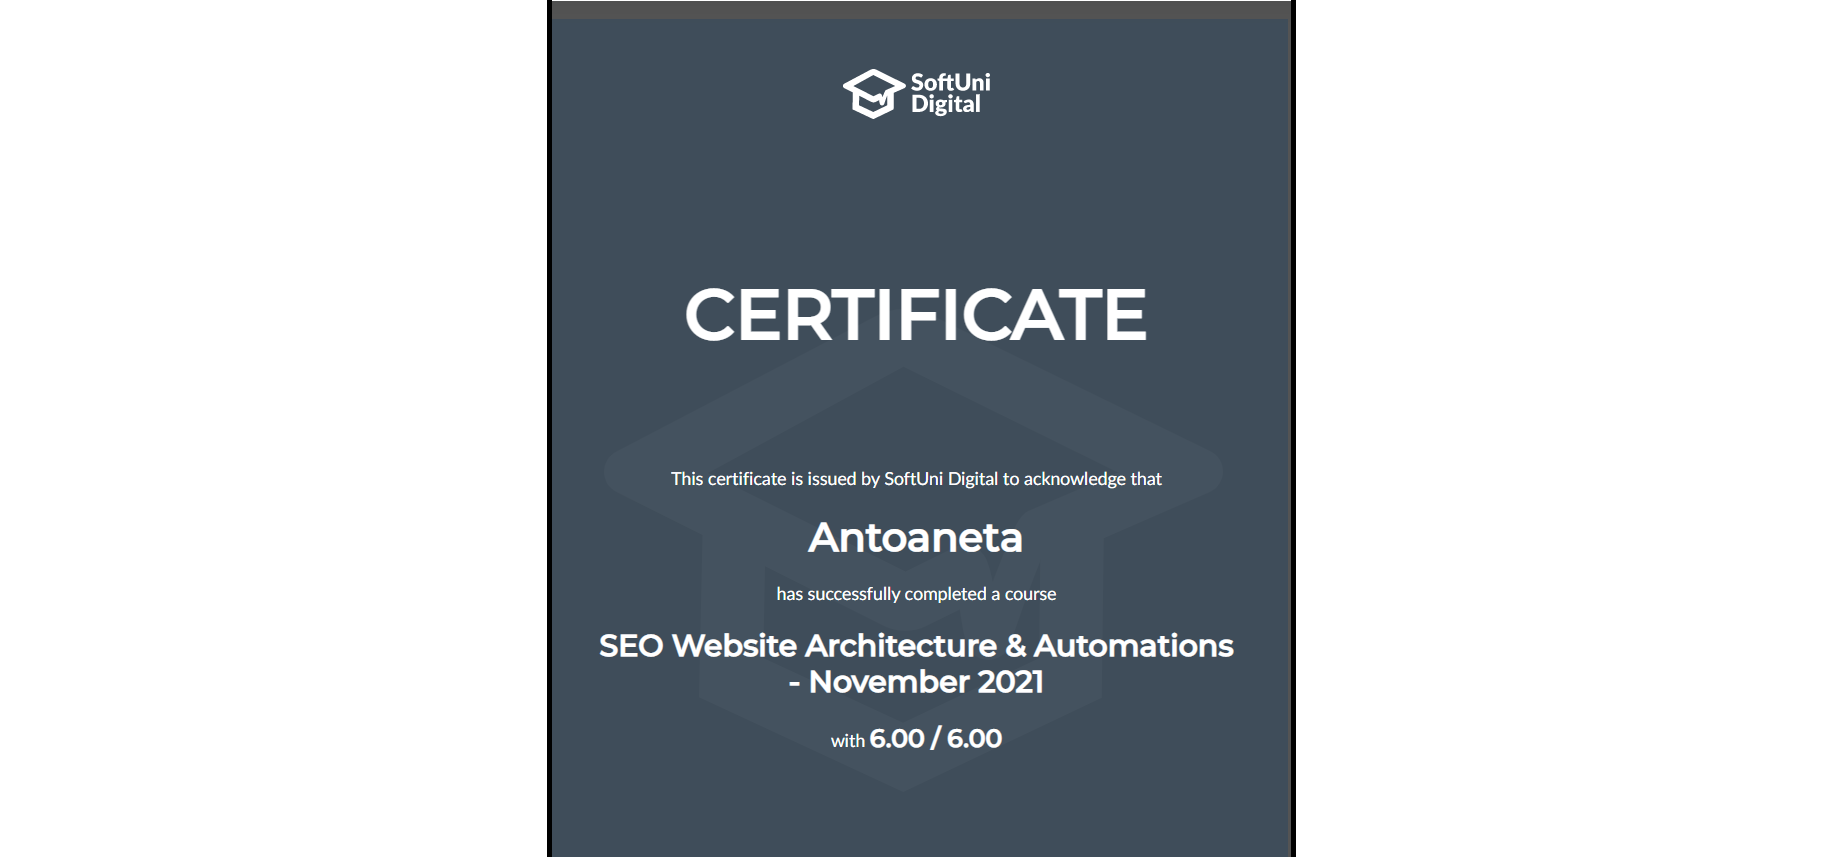 SoftUni
Digital
CERTIFICATE
This certificate is issued by SoftUni Digital to acknowledge that
Antoaneta
has successfully completed a course
SEO Website Architecture & Automations
- November 2021
with 6.00 / 6.00